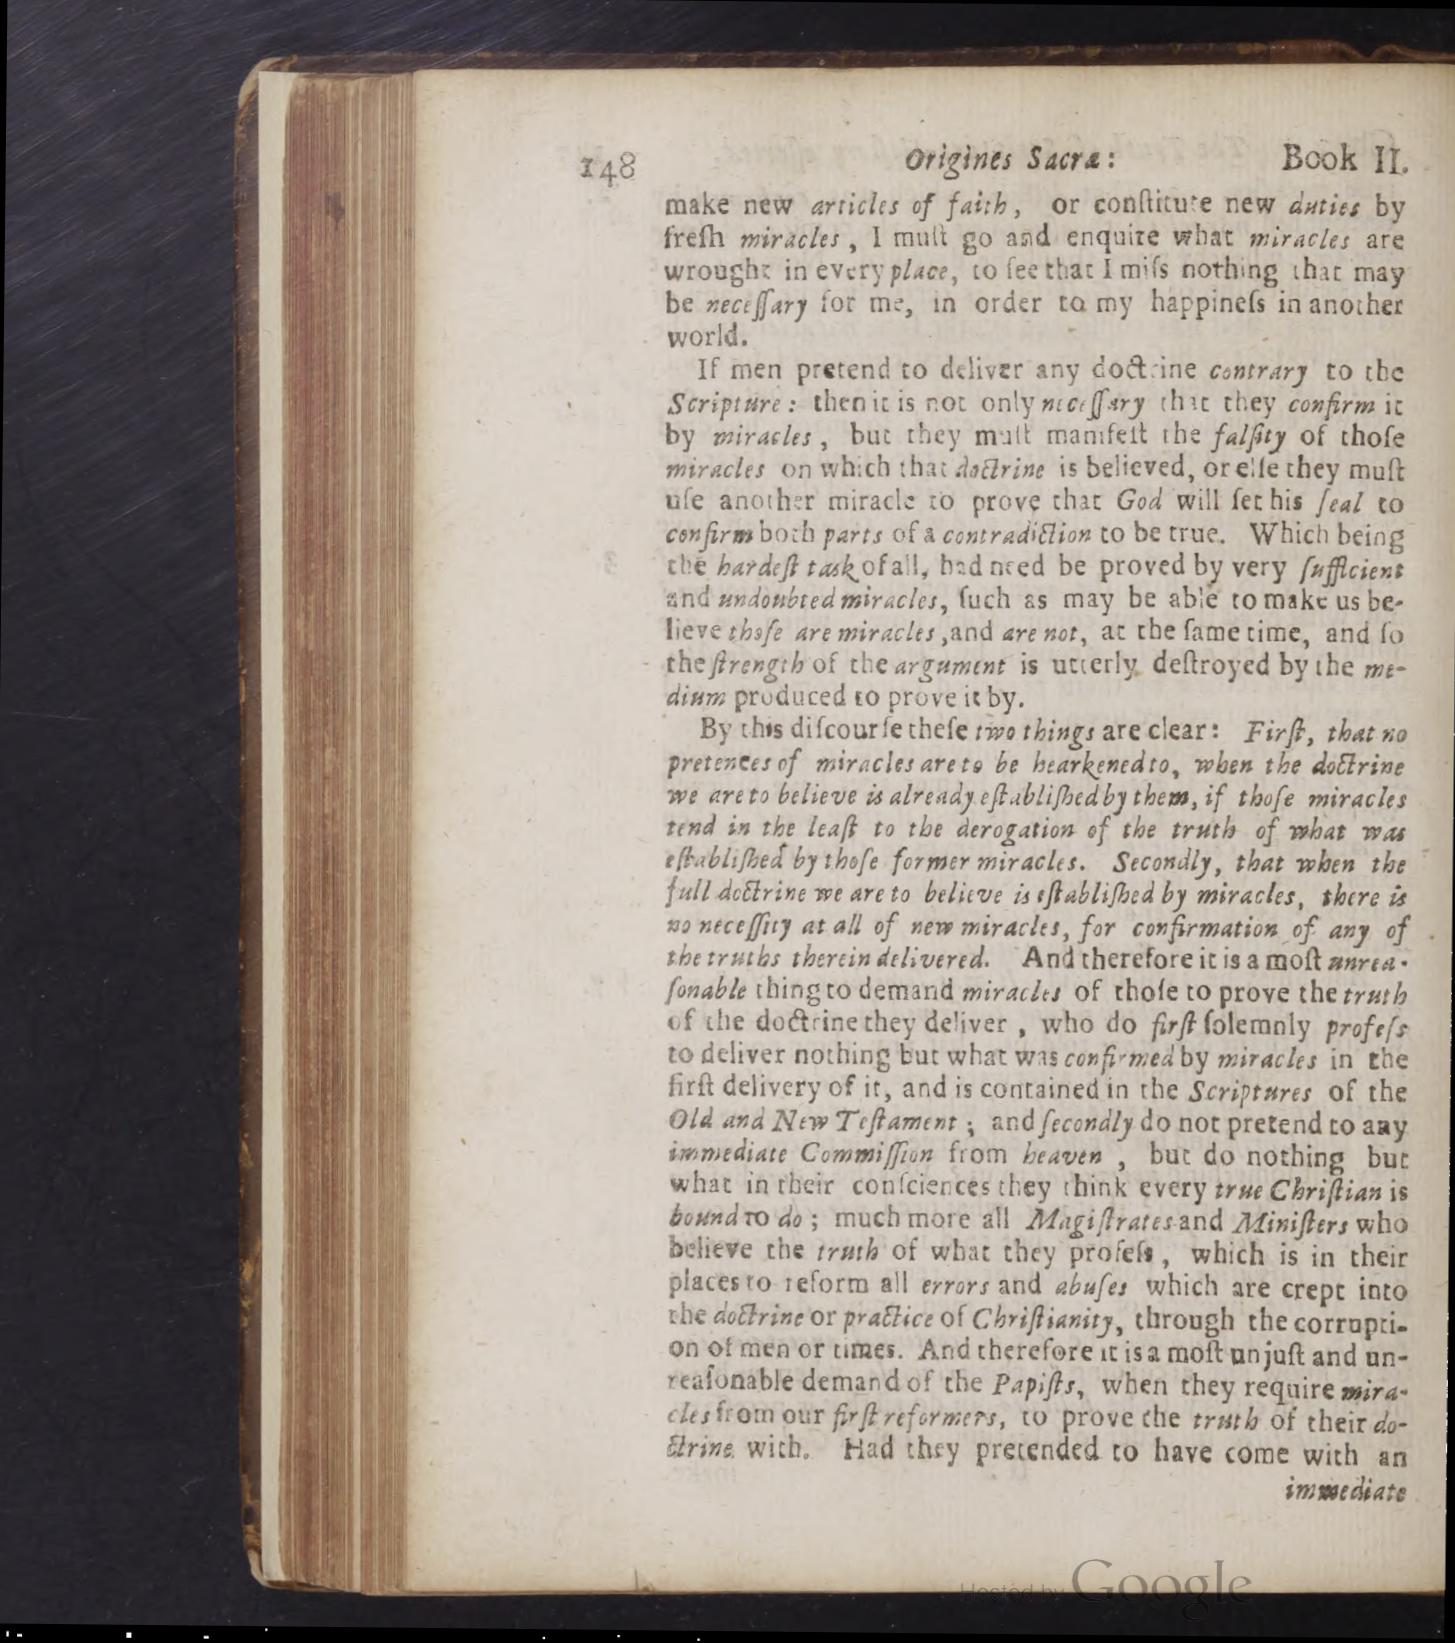 148 Origines Sacræ: Book II.
make new articles of faith, or conſtitute new duties by
freſh miracles, I muſt go and enquire what miracles are
wrought in every place, to ſee that I miſs nothing that may
be neceſſary for me, in order to my happineſs in another
world.
If men pretend to deliver any doctrine contrary to the
Scripture: then it is not only neceſſary that they confirm it
by miracles, but they muſt manifeſt the falſity of thoſe
miracles on which that doctrine is believed, or elſe they muſt
uſe another miracle to prove that God will ſet his ſeal to
confirm both parts of a contradiction to be true. Which being
the hardeſt task of all, had need be proved by very ſufficient
and undoubted miracles, ſuch as may be able to make us be-
lieve thoſe are miracles, and are not, at the ſame time, and ſo
the ſtrength of the argument is utterly deſtroyed by the me-
dium produced to prove it by.
By this diſcourſe theſe two things are clear: Firſt, that no
pretences of miracles are to be hearkened to, when the doctrine
we are to believe is already eſtabliſhed by them, if thoſe miracles
tend in the leaſt to the derogation of the truth of what was
eſtabliſhed by thoſe former miracles. Secondly, that when the
full doctrine we are to believe is eſtabliſhed by miracles, there is
no neceſſity at all of new miracles, for confirmation of any of
the truths therein delivered. And therefore it is a moſt unrea-
ſonable thing to demand miracles of thoſe to prove the truth
of the doctrine they deliver, who do firſt ſolemnly profeſs
to deliver nothing but what was confirmed by miracles in the
firſt delivery of it, and is contained in the Scriptures of the
Old and New Teſtament; and ſecondly do not pretend to any
immediate Commiſſion from heaven, but do nothing but
what in their conſciences they think every true Chriſtian is
bound to do; much more all Magiſtrates and Miniſters who
believe the truth of what they profeſs, which is in their
places to reform all errors and abuſes which are crept into
the doctrine or practice of Chriſtianity, through the corrupti-
on of men or times. And therefore it is a moſt unjuſt and un-
reaſonable demand of the Papiſts, when they require mira-
cles from our firſt reformers, to prove the truth of their do-
ctrine with. Had they pretended to have come with an
immediate
Hosted by Google